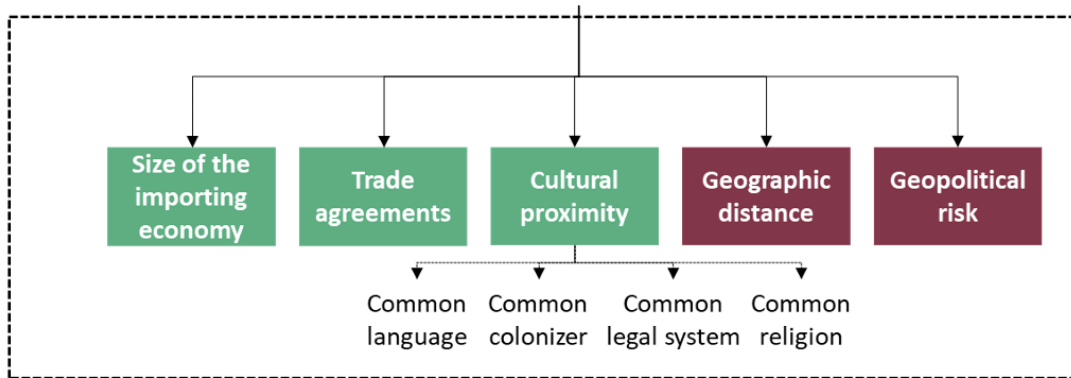 Size of the
importing
economy
Trade
agreements
Cultural
proximity
Geographic
distance
Geopolitical
risk
Common
language
Common
colonizer
Common
legal system
Common
religion